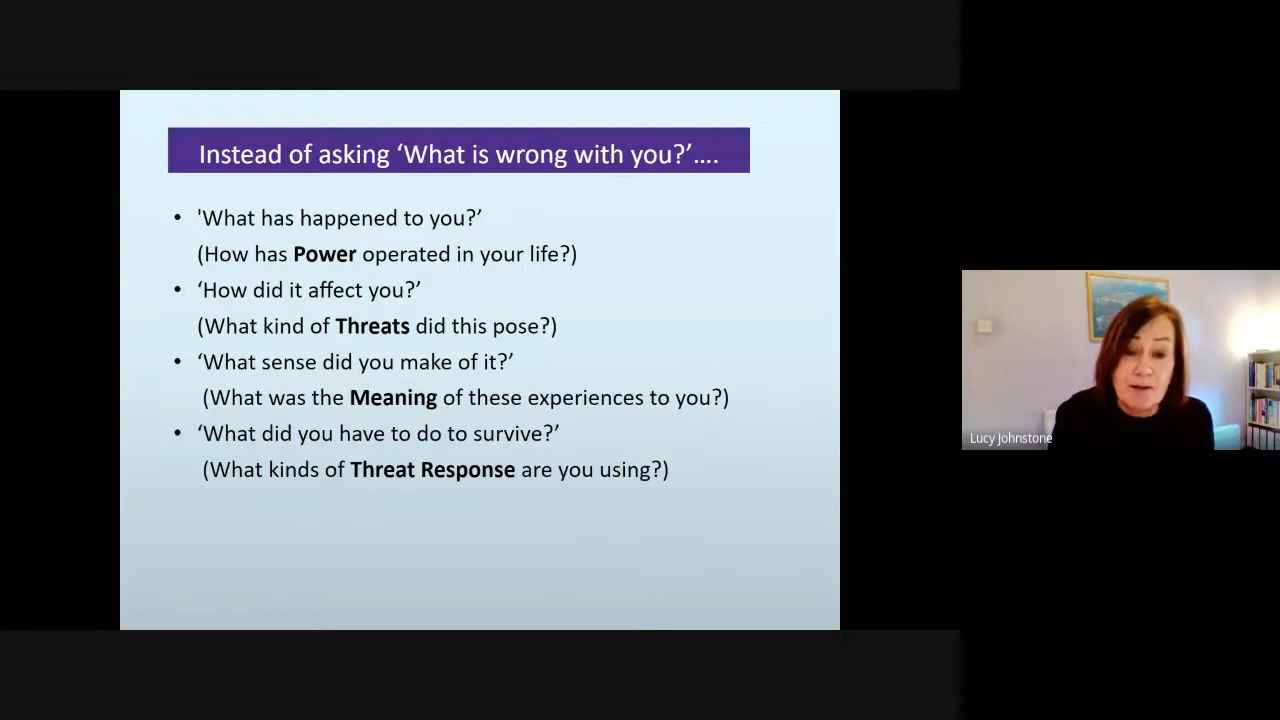 Instead of asking ‘What is wrong with you?’....
• 'What has happened to you?’
(How has Power operated in your life?)
• ‘How did it affect you?’
(What kind of Threats did this pose?)
• ‘What sense did you make of it?’
(What was the Meaning of these experiences to you?)
• ‘What did you have to do to survive?’
(What kinds of Threat Response are you using?)
Lucy Johnstone